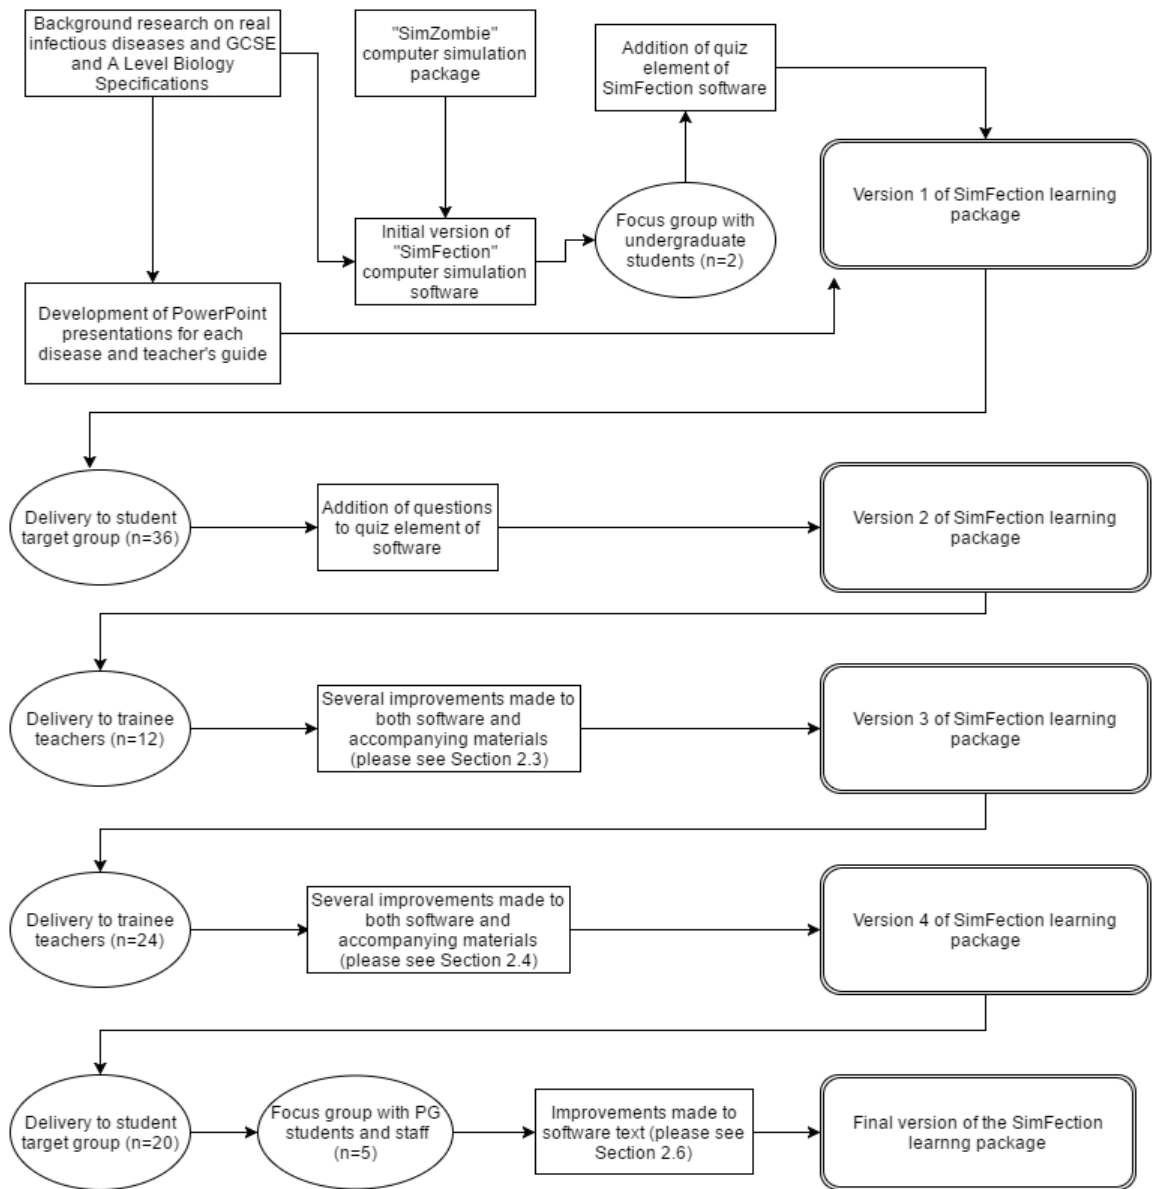 Background research on real
infectious diseases and GCSE
and A Level Biology
Specifications
"SimZombie"
computer simulation
package
Addition of quiz
element of
SimFection software
Version 1 of SimFection learning
package
Initial version of
"SimFection"
computer simulation
software
Focus group with
undergraduate
students (n=2)
Development of PowerPoint
presentations for each
disease and teacher's guide
Delivery to student
target group (n=36)
Addition of questions
to quiz element of
software
Version 2 of SimFection learning
package
Delivery to trainee
teachers (n=12)
Several improvements made to
both software and
accompanying materials
(please see Section 2.3)
Version 3 of SimFection learning
package
Delivery to trainee
teachers (n=24)
Several improvements made to
both software and
accompanying materials
(please see Section 2.4)
Version 4 of SimFection learning
package
Delivery to student
target group (n=20)
Focus group with PG
students and staff
(n=5)
Improvements made to
software text (please see
Section 2.6)
Final version of the SimFection
learnng package